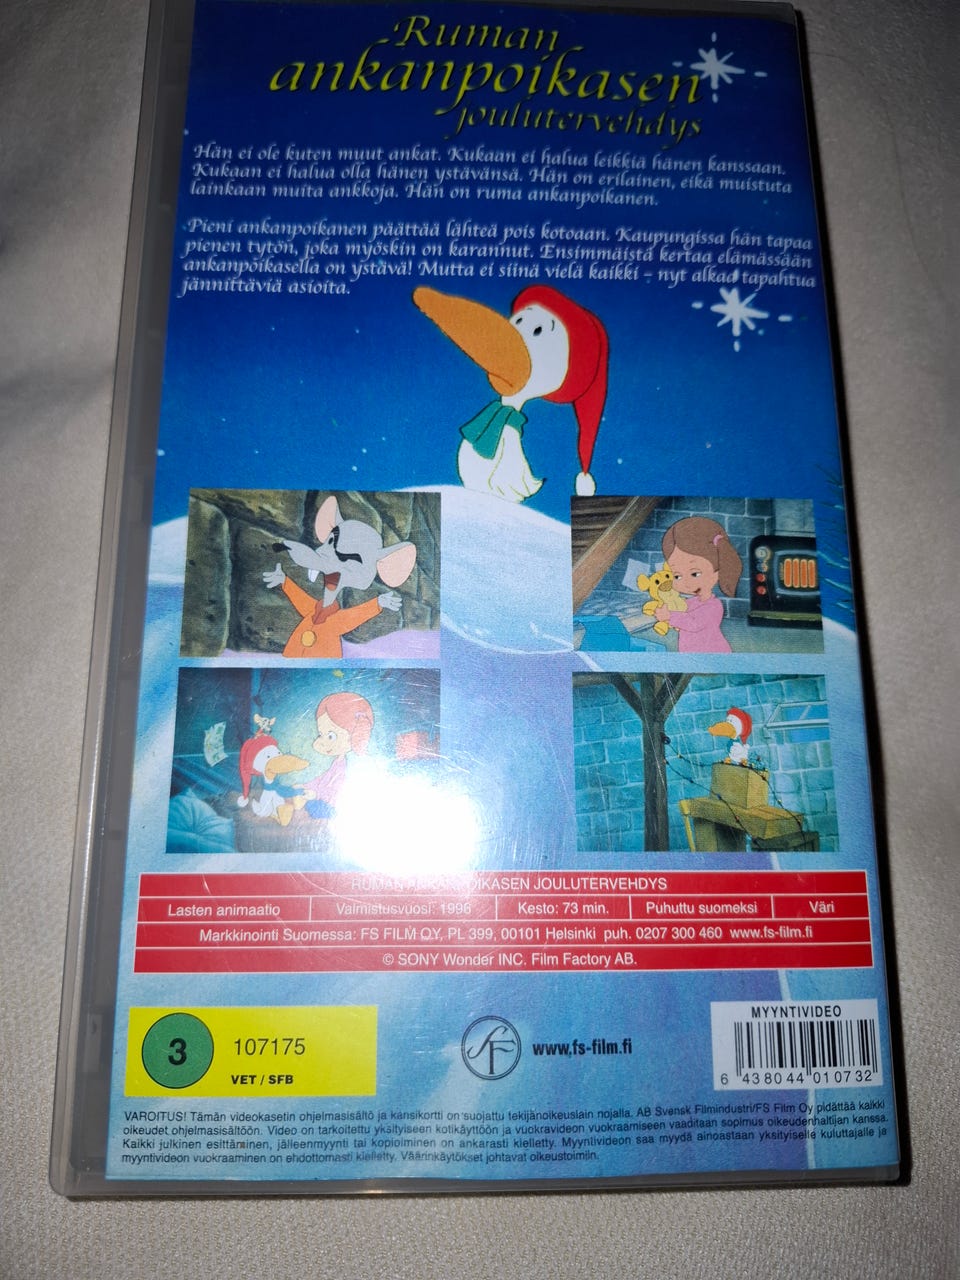 Ruman
ankanpoikasen
joulutervehdys
Hän ei ole kuten muut ankat. Kukaan ei halua leikkiä hänen kanssaan.
Kukaan ei halua olla hänen ystävänsä. Hän on erilainen, eikä muistuta
lainkaan muita ankkoja. Hän on ruma ankanpoikanen.
Pieni ankanpoikanen päättää lähteä pois kotoaan. Kaupungissa hän tapaa
pienen tytön, joka myöskin on karannut. Ensimmäistä kertaa elämässään
ankanpoikasella on ystävä! Mutta ei siinä vielä kaikki – nyt alkaa tapahtua
jännittäviä asioita.
RUMAN ANKANPOIKASEN JOULUTERVEHDYS
Lasten animaatio Valmistusvuosi: 1996 Kesto: 73 min. Puhuttu suomeksi Väri
Markkinointi Suomessa: FS FILM OY, PL 399, 00101 Helsinki puh. 0207 300 460 www.fs-film.fi
© SONY Wonder INC. Film Factory AB.
3 107175
VET / SFB
SF www.fs-film.fi
MYYNTIVIDEO
6 438044 010732
VAROITUS! Tämän videokasetin ohjelmasisältö ja kansikortti on suojattu tekijänoikeuslain nojalla. AB Svensk Filmindustri/FS Film Oy pidättää kaikki
oikeudet ohjelmasisältöön. Video on tarkoitettu yksityiseen kotikäyttöön ja vuokravideon vuokraamiseen vaaditaan sopimus oikeudenhaltijan kanssa.
Kaikki julkinen esittäminen, jälleenmyynti tai kopioiminen on ankarasti kielletty. Myyntivideon saa myydä ainoastaan yksityiselle kuluttajalle ja
myyntivideon vuokraaminen on ehdottomasti kielletty. Väärinkäytökset johtavat oikeustoimiin.